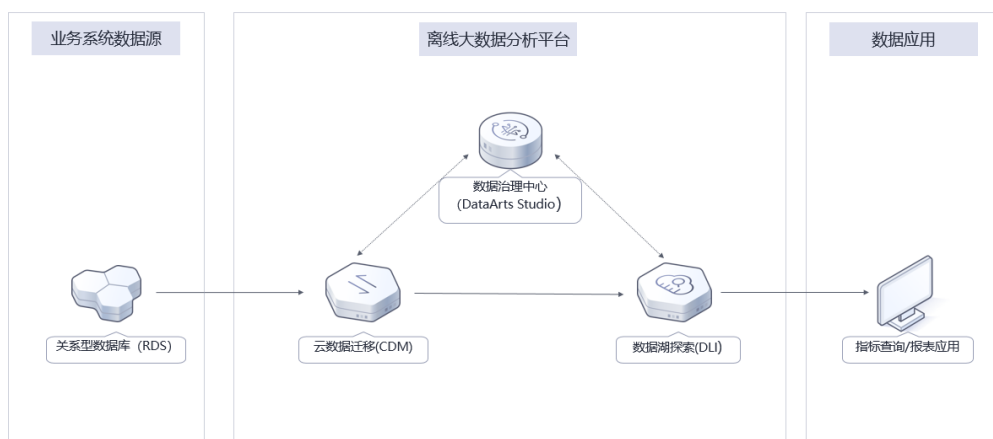 业务系统数据源
离线大数据分析平台
数据应用
数据治理中心
(DataArts Studio)
关系型数据库（RDS)
云数据迁移(CDM)
数据湖探索(DLI)
指标查询/报表应用